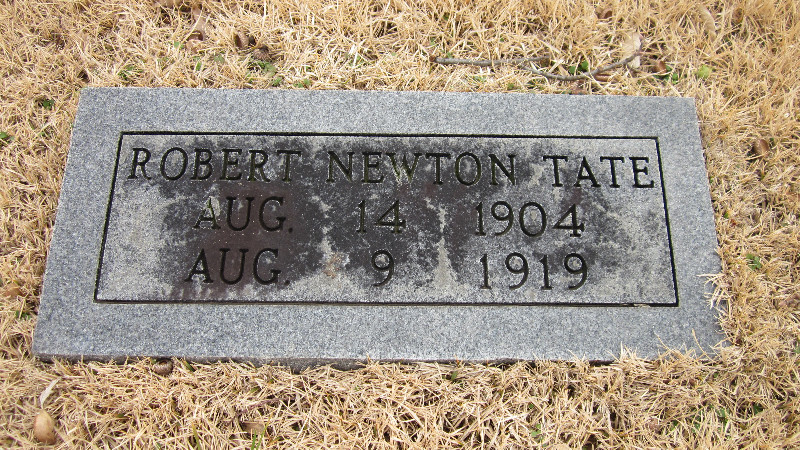 ROBERT NEWTON TATE
AUG. 14 1904
AUG. 9 1919